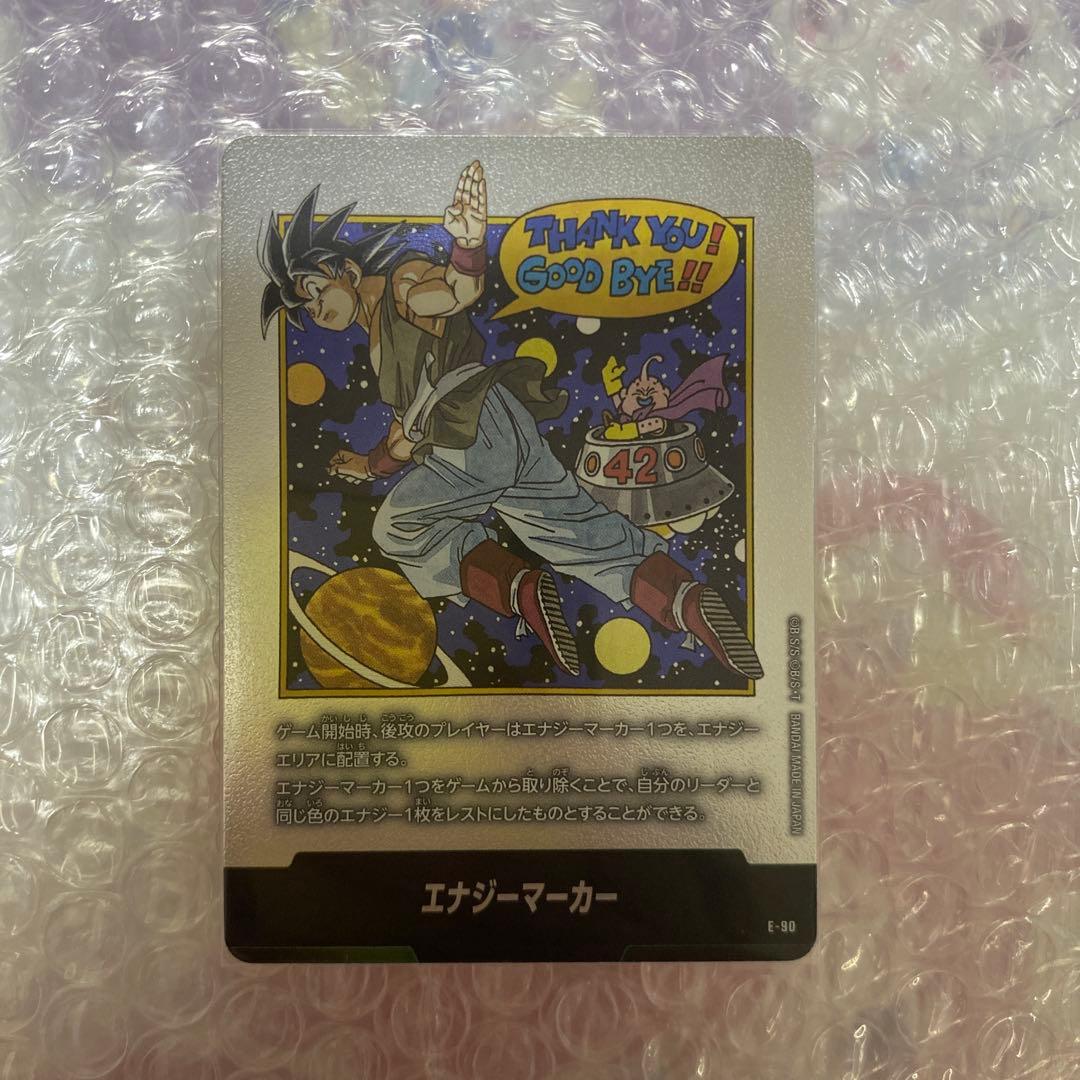 THANK YOU!
GOOD BYE!!
42
ゲーム開始時、後攻のプレイヤーはエナジーマーカー1つを、エナジー
エリアに配置する。
エナジーマーカー1つをゲームから取り除くことで、自分のリーダーと
同じ色のエナジー1枚をレストにしたものとすることができる。
©B.S/S ©B/S・T BANDAI MADE IN JAPAN
エナジーマーカー
E-90